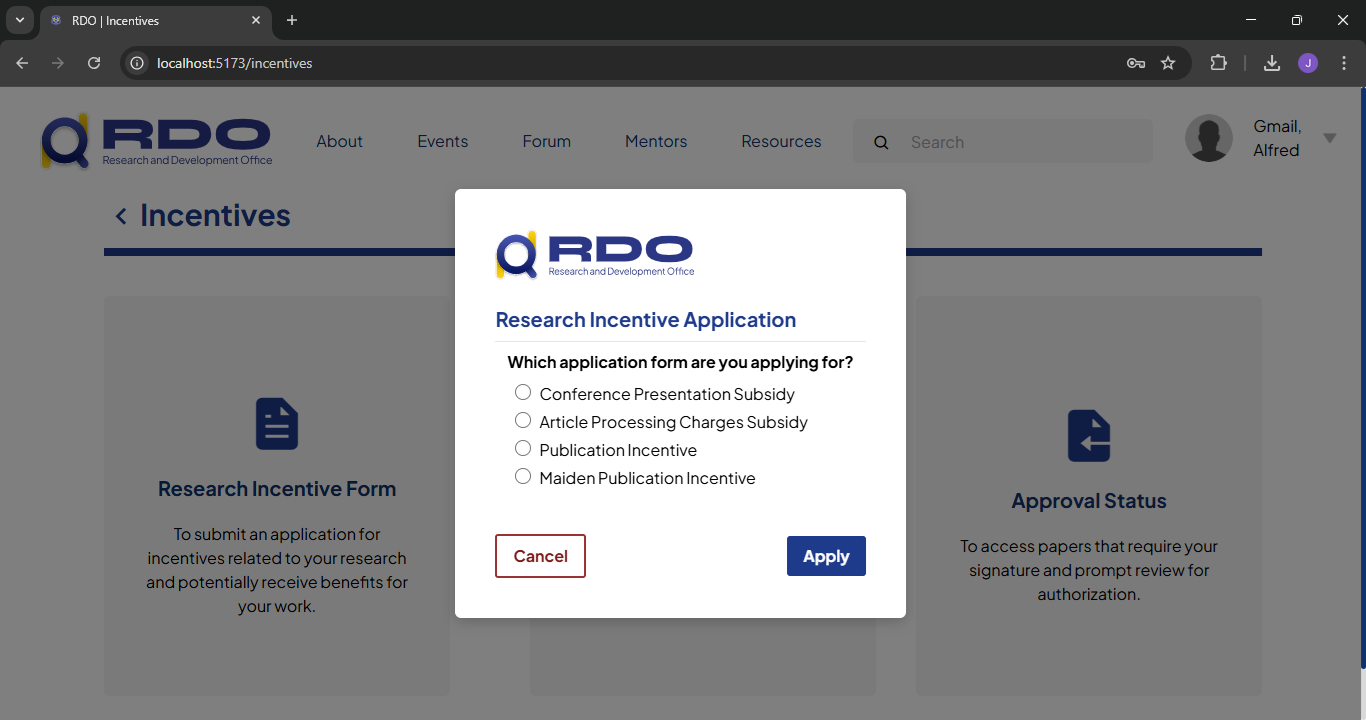 RDO | Incentives
localhost:5173/incentives
J
RDO
Research and Development Office
About
Events
Forum
Mentors
Resources
Search
Gmail,
Alfred
< Incentives
RDO
Research and Development Office
Research Incentive Application
Which application form are you applying for?
Conference Presentation Subsidy
Article Processing Charges Subsidy
Publication Incentive
Maiden Publication Incentive
Cancel
Apply
Research Incentive Form
To submit an application for
incentives related to your research
and potentially receive benefits for
your work.
Approval Status
To access papers that require your
signature and prompt review for
authorization.